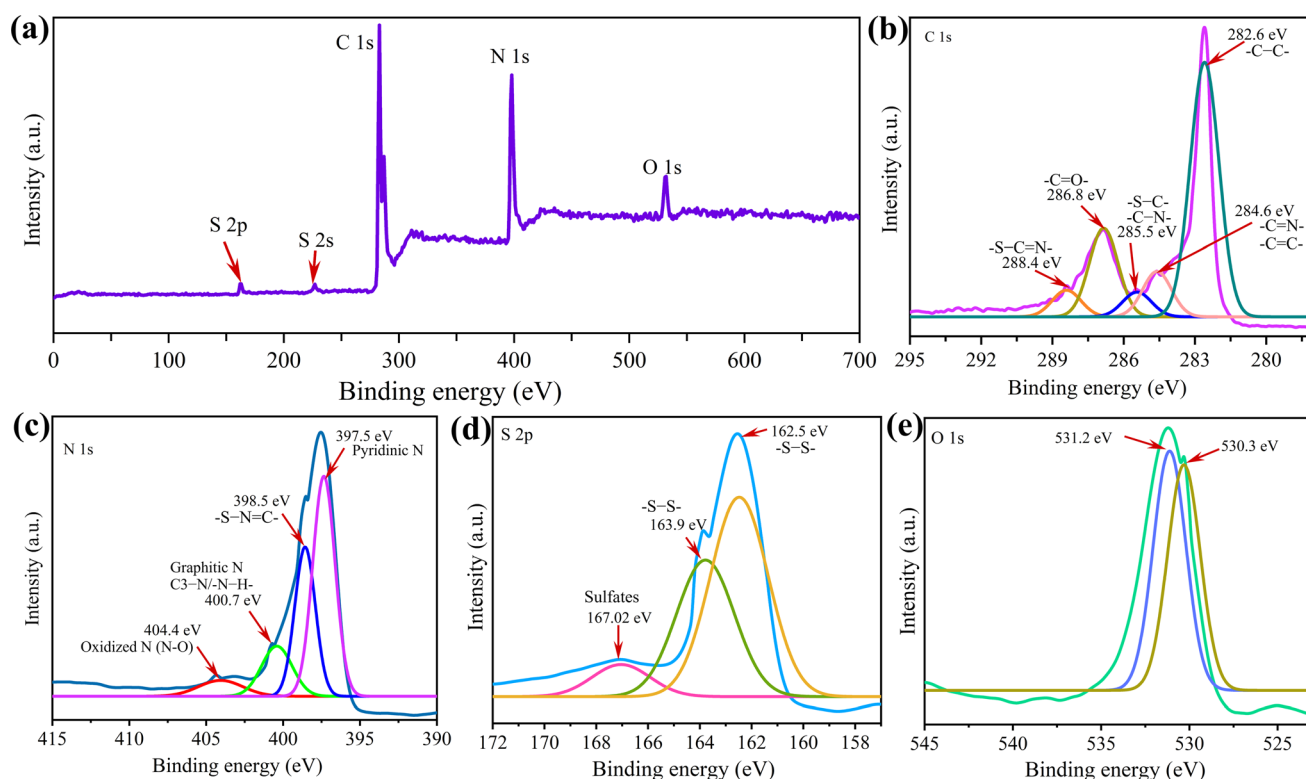 (a)
C 1s
N 1s
O 1s
S 2p
S 2s
Intensity (a.u.)
0 100 200 300 400 500 600 700
Binding energy (eV)
(b)
C 1s
282.6 eV
-C−C-
-C=O-
286.8 eV
-S−C-
-C−N-
285.5 eV
284.6 eV
-C=N-
-C=C-
-S−C=N-
288.4 eV
Intensity (a.u.)
295 292 289 286 283 280
Binding energy (eV)
(c)
N 1s
397.5 eV
Pyridinic N
398.5 eV
-S−N=C-
Graphitic N
C3−N/-N−H-
400.7 eV
404.4 eV
Oxidized N (N-O)
Intensity (a.u.)
415 410 405 400 395 390
Binding energy (eV)
(d)
S 2p
162.5 eV
-S−S-
-S−S-
163.9 eV
Sulfates
167.02 eV
Intensity (a.u.)
172 170 168 166 164 162 160 158
Binding energy (eV)
(e)
O 1s
531.2 eV
530.3 eV
Intensity (a.u.)
545 540 535 530 525
Binding energy (eV)